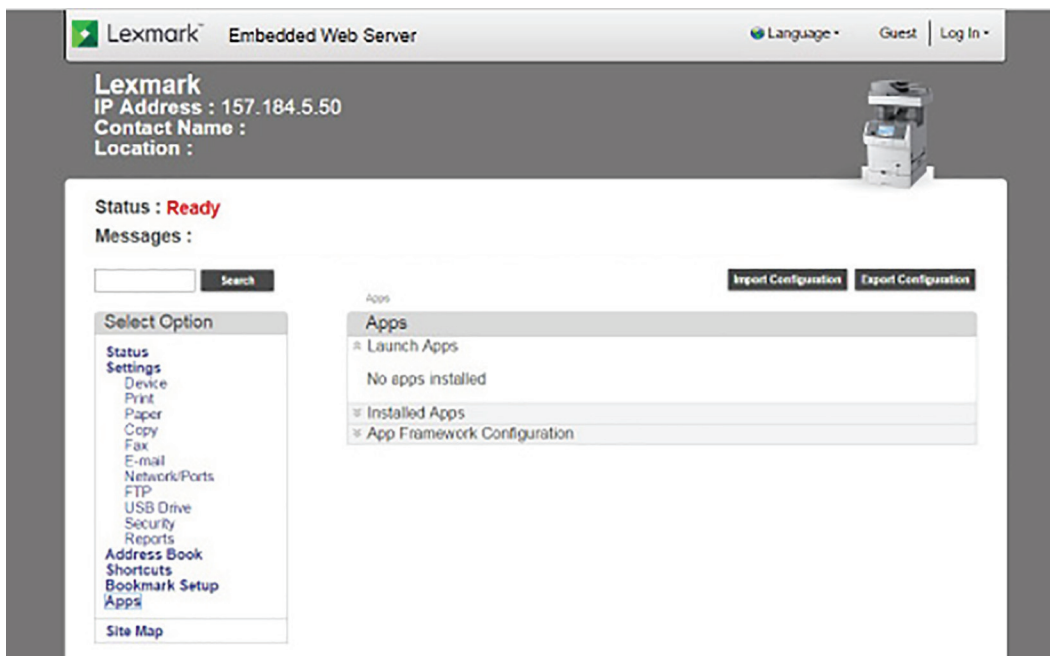 Lexmark™ Embedded Web Server Language Guest Log In
Lexmark
IP Address : 157.184.5.50
Contact Name :
Location :
Status : Ready
Messages :
Search
Import Configuration Export Configuration
Select Option
Status
Settings
Device
Print
Paper
Copy
Fax
E-mail
Network/Ports
FTP
USB Drive
Security
Reports
Address Book
Shortcuts
Bookmark Setup
Apps
Site Map
Apps
Apps
Launch Apps
No apps installed
Installed Apps
App Framework Configuration